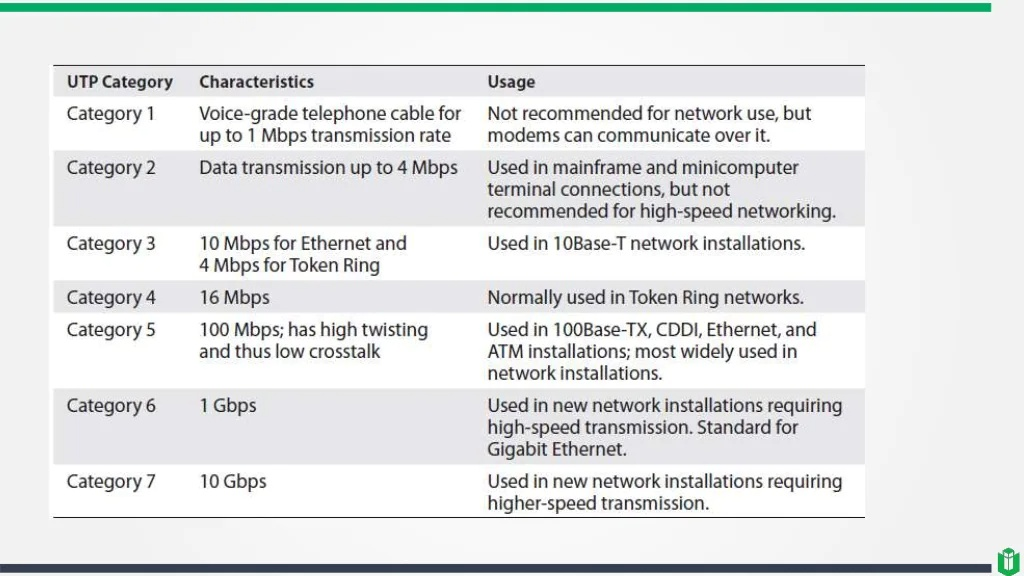 UTP Category Characteristics Usage
Category 1 Voice-grade telephone cable for Not recommended for network use, but
up to 1 Mbps transmission rate modems can communicate over it.
Category 2 Data transmission up to 4 Mbps Used in mainframe and minicomputer
terminal connections, but not
recommended for high-speed networking.
Category 3 10 Mbps for Ethernet and Used in 10Base-T network installations.
4 Mbps for Token Ring
Category 4 16 Mbps Normally used in Token Ring networks.
Category 5 100 Mbps; has high twisting Used in 100Base-TX, CDDI, Ethernet, and
and thus low crosstalk ATM installations; most widely used in
network installations.
Category 6 1 Gbps Used in new network installations requiring
high-speed transmission. Standard for
Gigabit Ethernet.
Category 7 10 Gbps Used in new network installations requiring
higher-speed transmission.